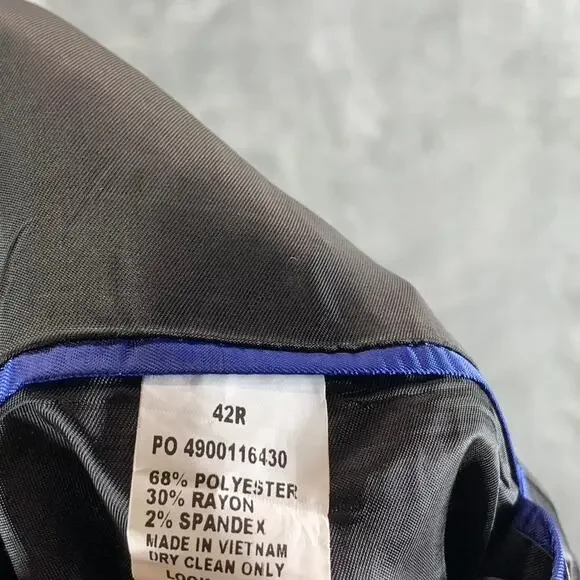 42R
PO 4900116430
68% POLYESTER
30% RAYON
2% SPANDEX
MADE IN VIETNAM
DRY CLEAN ONLY